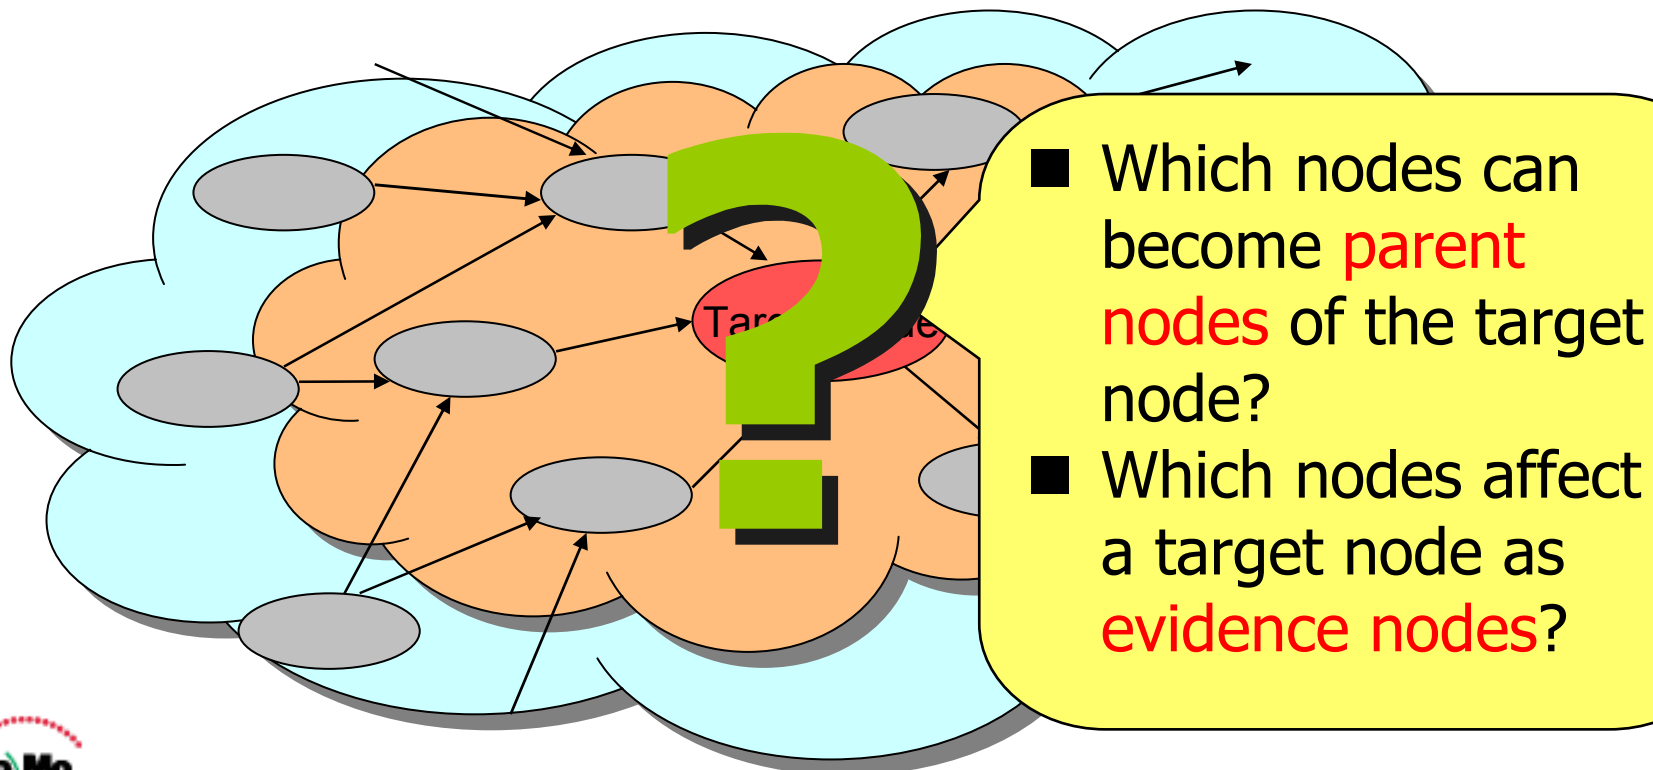 Which nodes can
become parent
nodes of the target
node?
Which nodes affect
a target node as
evidence nodes?